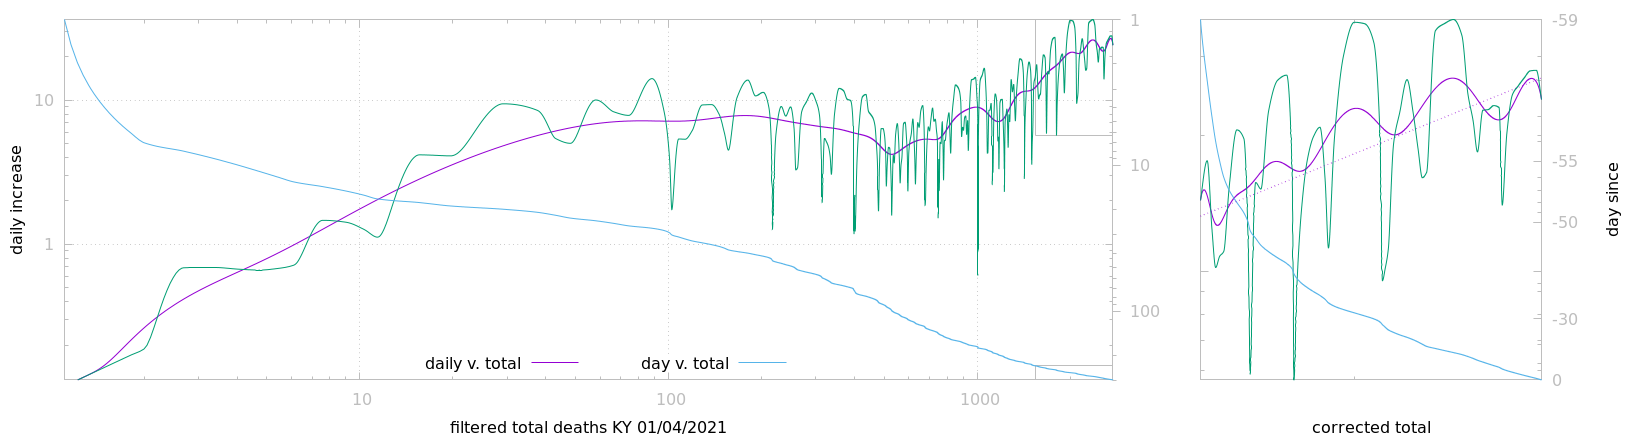 daily increase
10
1
1
10
100
daily v. total
day v. total
10
100
1000
filtered total deaths KY 01/04/2021
-59
-55
-50
-30
0
day since
corrected total